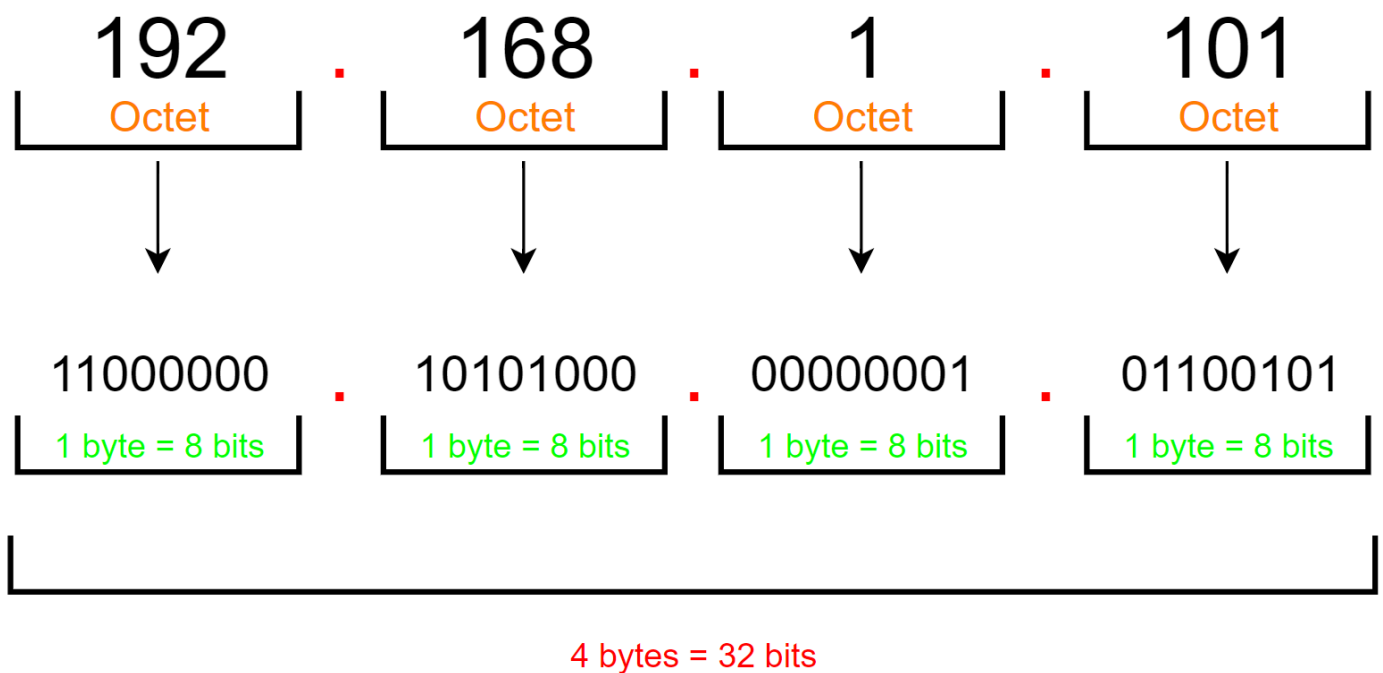 192 . 168 . 1 . 101
Octet Octet Octet Octet
11000000 . 10101000 . 00000001 . 01100101
1 byte = 8 bits 1 byte = 8 bits 1 byte = 8 bits 1 byte = 8 bits
4 bytes = 32 bits